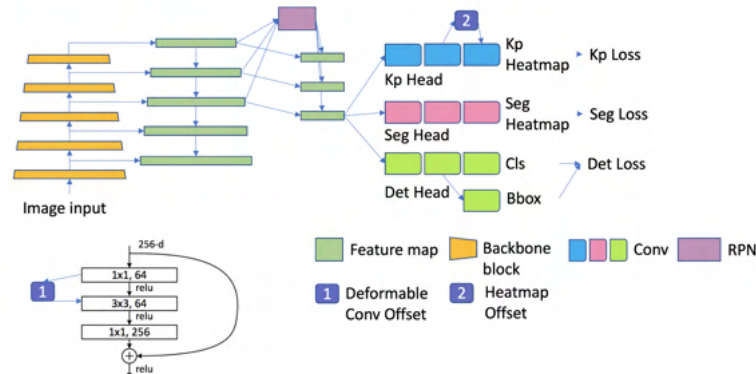 2
Kp
Heatmap
Kp Head
Kp Loss
Seg
Heatmap
Seg Head
Seg Loss
Cls
Det Head
Bbox
Det Loss
Image input
256-d
1x1, 64
relu
1
3x3, 64
relu
1x1, 256
+
relu
Feature map
Backbone
block
Conv
RPN
1
Deformable
Conv Offset
2
Heatmap
Offset